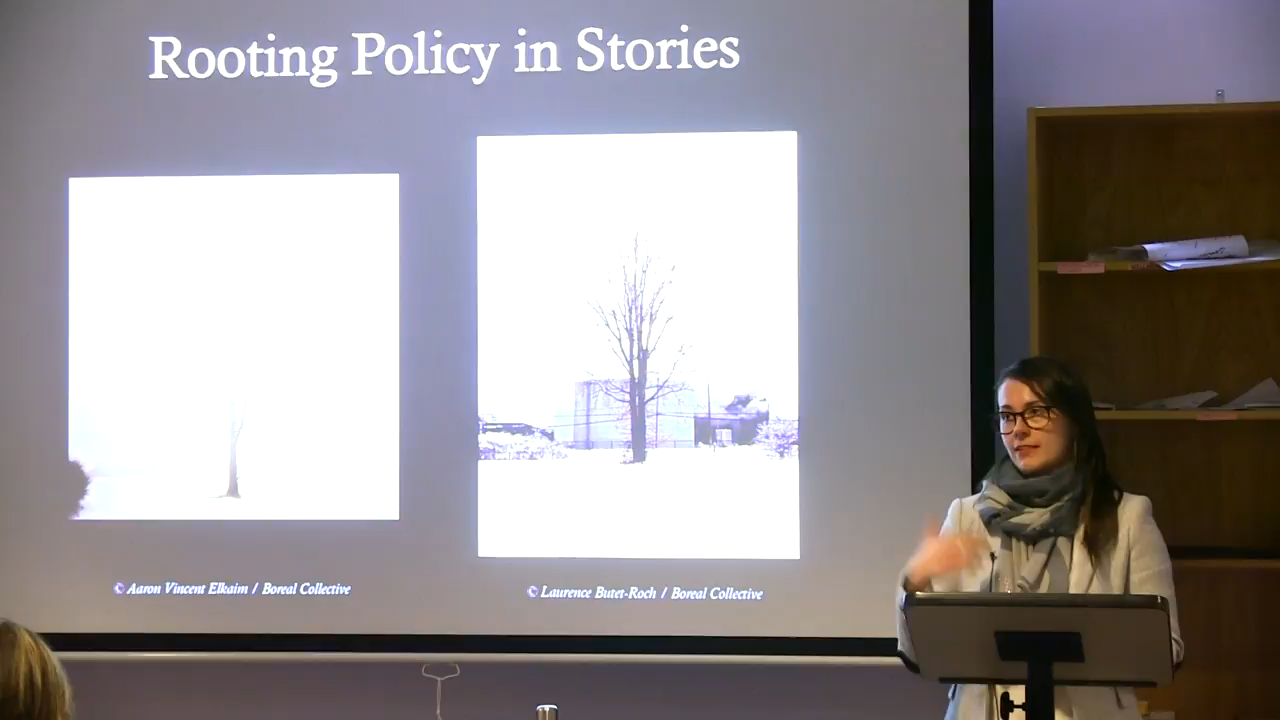 Rooting Policy in Stories
© Aaron Vincent Elkaim / Boreal Collective
© Laurence Butet-Roch / Boreal Collective